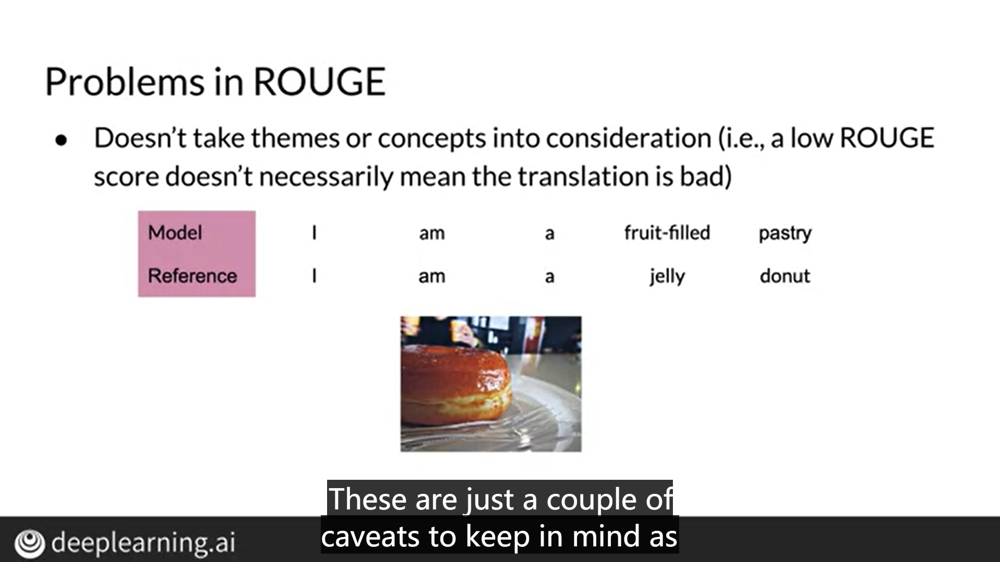 Problems in ROUGE
● Doesn't take themes or concepts into consideration (i.e., a low ROUGE
score doesn't necessarily mean the translation is bad)
Model I am a fruit-filled pastry
Reference I am a jelly donut
These are just a couple of
caveats to keep in mind as
deeplearning.ai